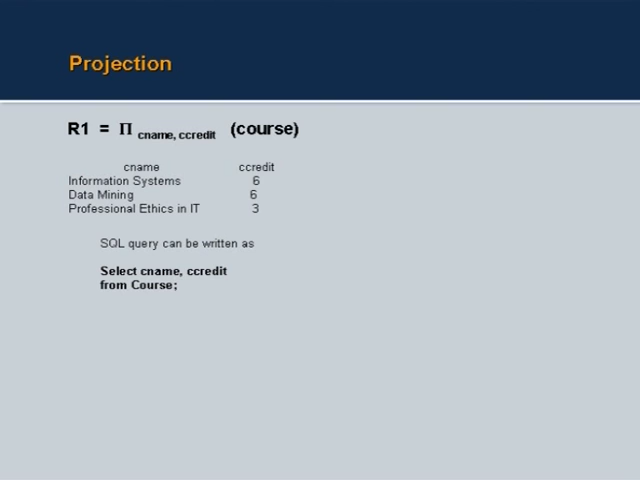 Projection
R1 = Π cname, ccredit (course)
cname ccredit
Information Systems 6
Data Mining 6
Professional Ethics in IT 3
SQL query can be written as
Select cname, ccredit
from Course;